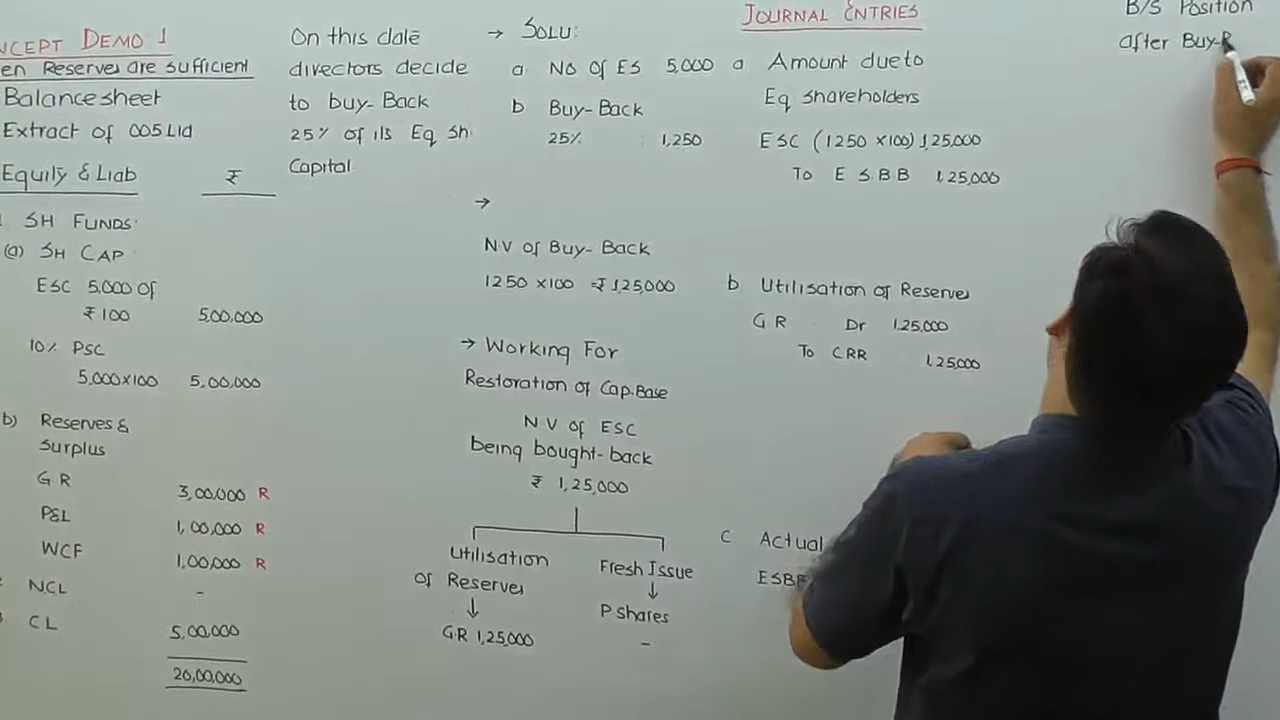 NCEPT DEMO 1
en Reserves are sufficient
Balance sheet
Extract of 005 Ltd
Equity & Liab ₹
SH FUNDS
(a) SH CAP
ESC 5,000 of
₹100 5,00,000
10% PSC
5,000×100 5,00,000
b) Reserves &
Surplus
GR 3,00,000 R
P&L 1,00,000 R
WCF 1,00,000 R
NCL -
CL 5,00,000
20,00,000
On this date
directors decide
to buy-Back
25% of its Eq Sh.
Capital
→ SOLU:
a NO Of ES 5,000
b Buy-Back
25% : 1,250
→
N.V of Buy-Back
1250 ×100 = ₹ 1,25,000
→ Working For
Restoration of Cap.Base
N V of ESC
being bought-back
₹ 1,25,000
Utilisation
of Reserves
↓
GR 1,25,000
Fresh Issue
↓
P Shares
-
JOURNAL ENTRIES
a Amount due to
Eq shareholders
ESC (1250 ×100) 1,25,000
To E S.B B 1,25,000
b Utilisation of Reserves
G R Dr 1,25,000
To CRR 1,25,000
c Actual
B/S Position
after Buy-